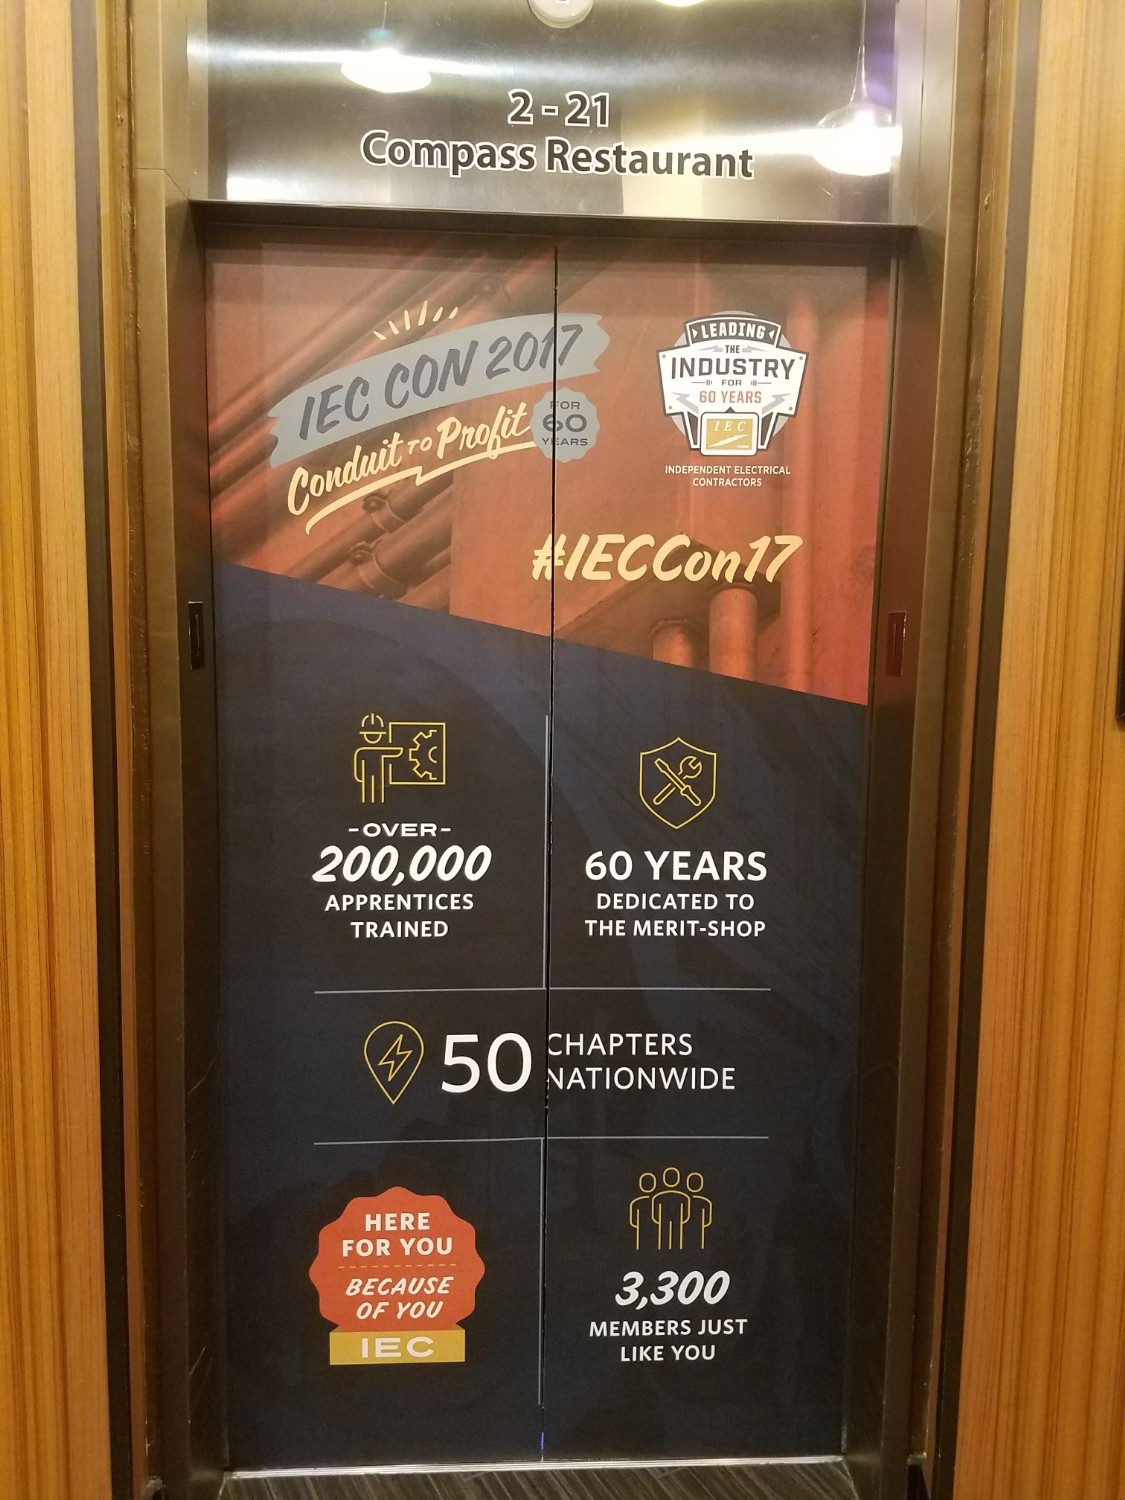 2 - 21
Compass Restaurant
IEC CON 2017
Conduit TO Profit
FOR
60
YEARS
LEADING
THE
INDUSTRY
FOR
60 YEARS
IEC
INDEPENDENT ELECTRICAL
CONTRACTORS
#IECCon17
-OVER-
200,000
APPRENTICES
TRAINED
60 YEARS
DEDICATED TO
THE MERIT-SHOP
50 CHAPTERS
NATIONWIDE
HERE
FOR YOU
BECAUSE
OF YOU
IEC
3,300
MEMBERS JUST
LIKE YOU